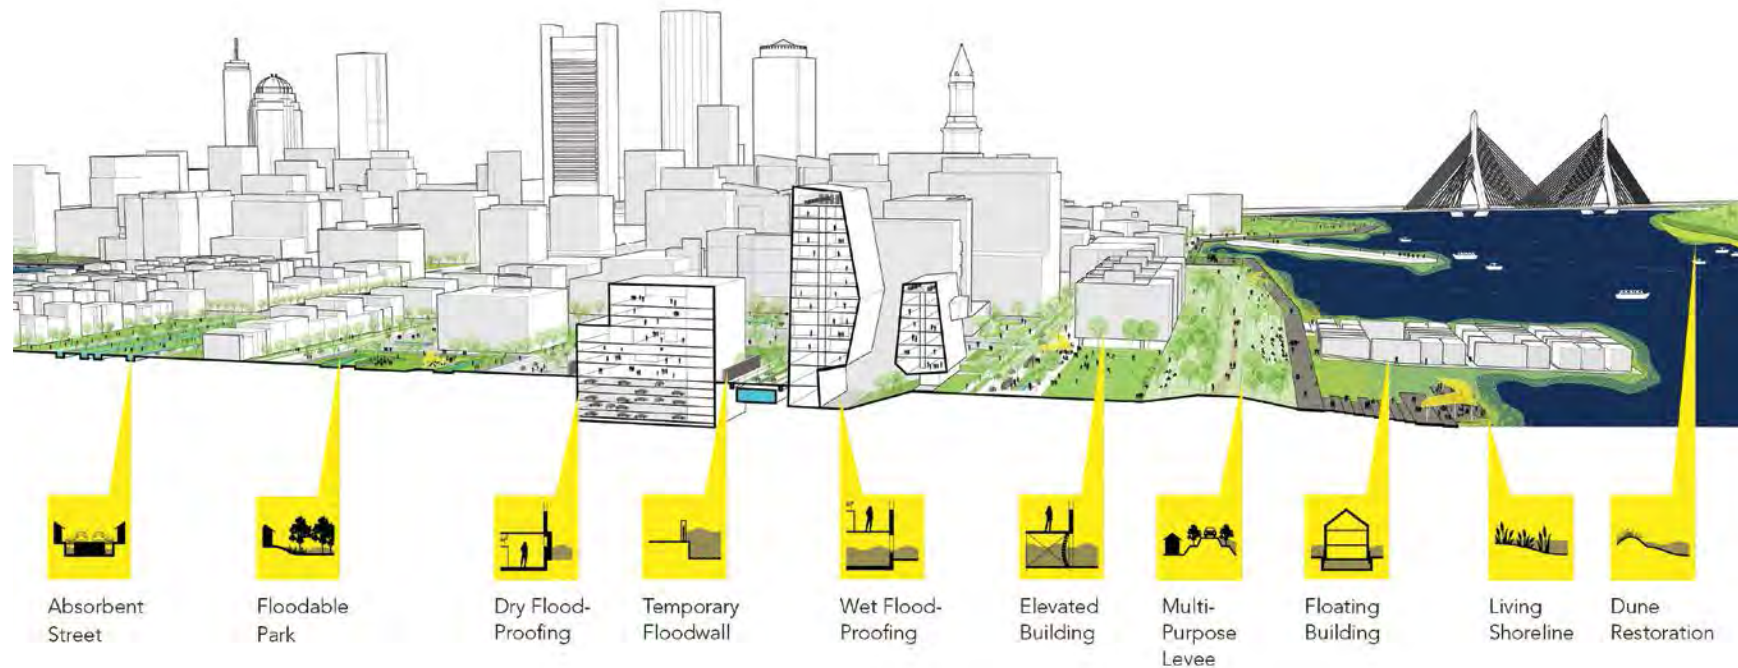 Absorbent
Street
Floodable
Park
Dry Flood-
Proofing
Temporary
Floodwall
Wet Flood-
Proofing
Elevated
Building
Multi-
Purpose
Levee
Floating
Building
Living
Shoreline
Dune
Restoration